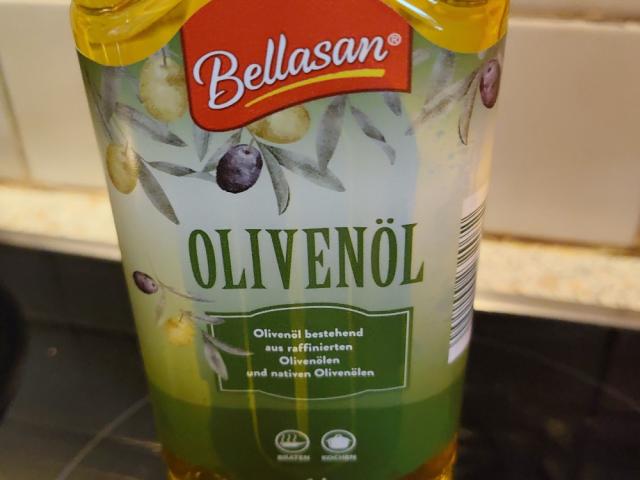 Bellasan®
OLIVENÖL
Olivenöl bestehend
aus raffinierten
Olivenölen
und nativen Olivenölen
BRATEN KOCHEN